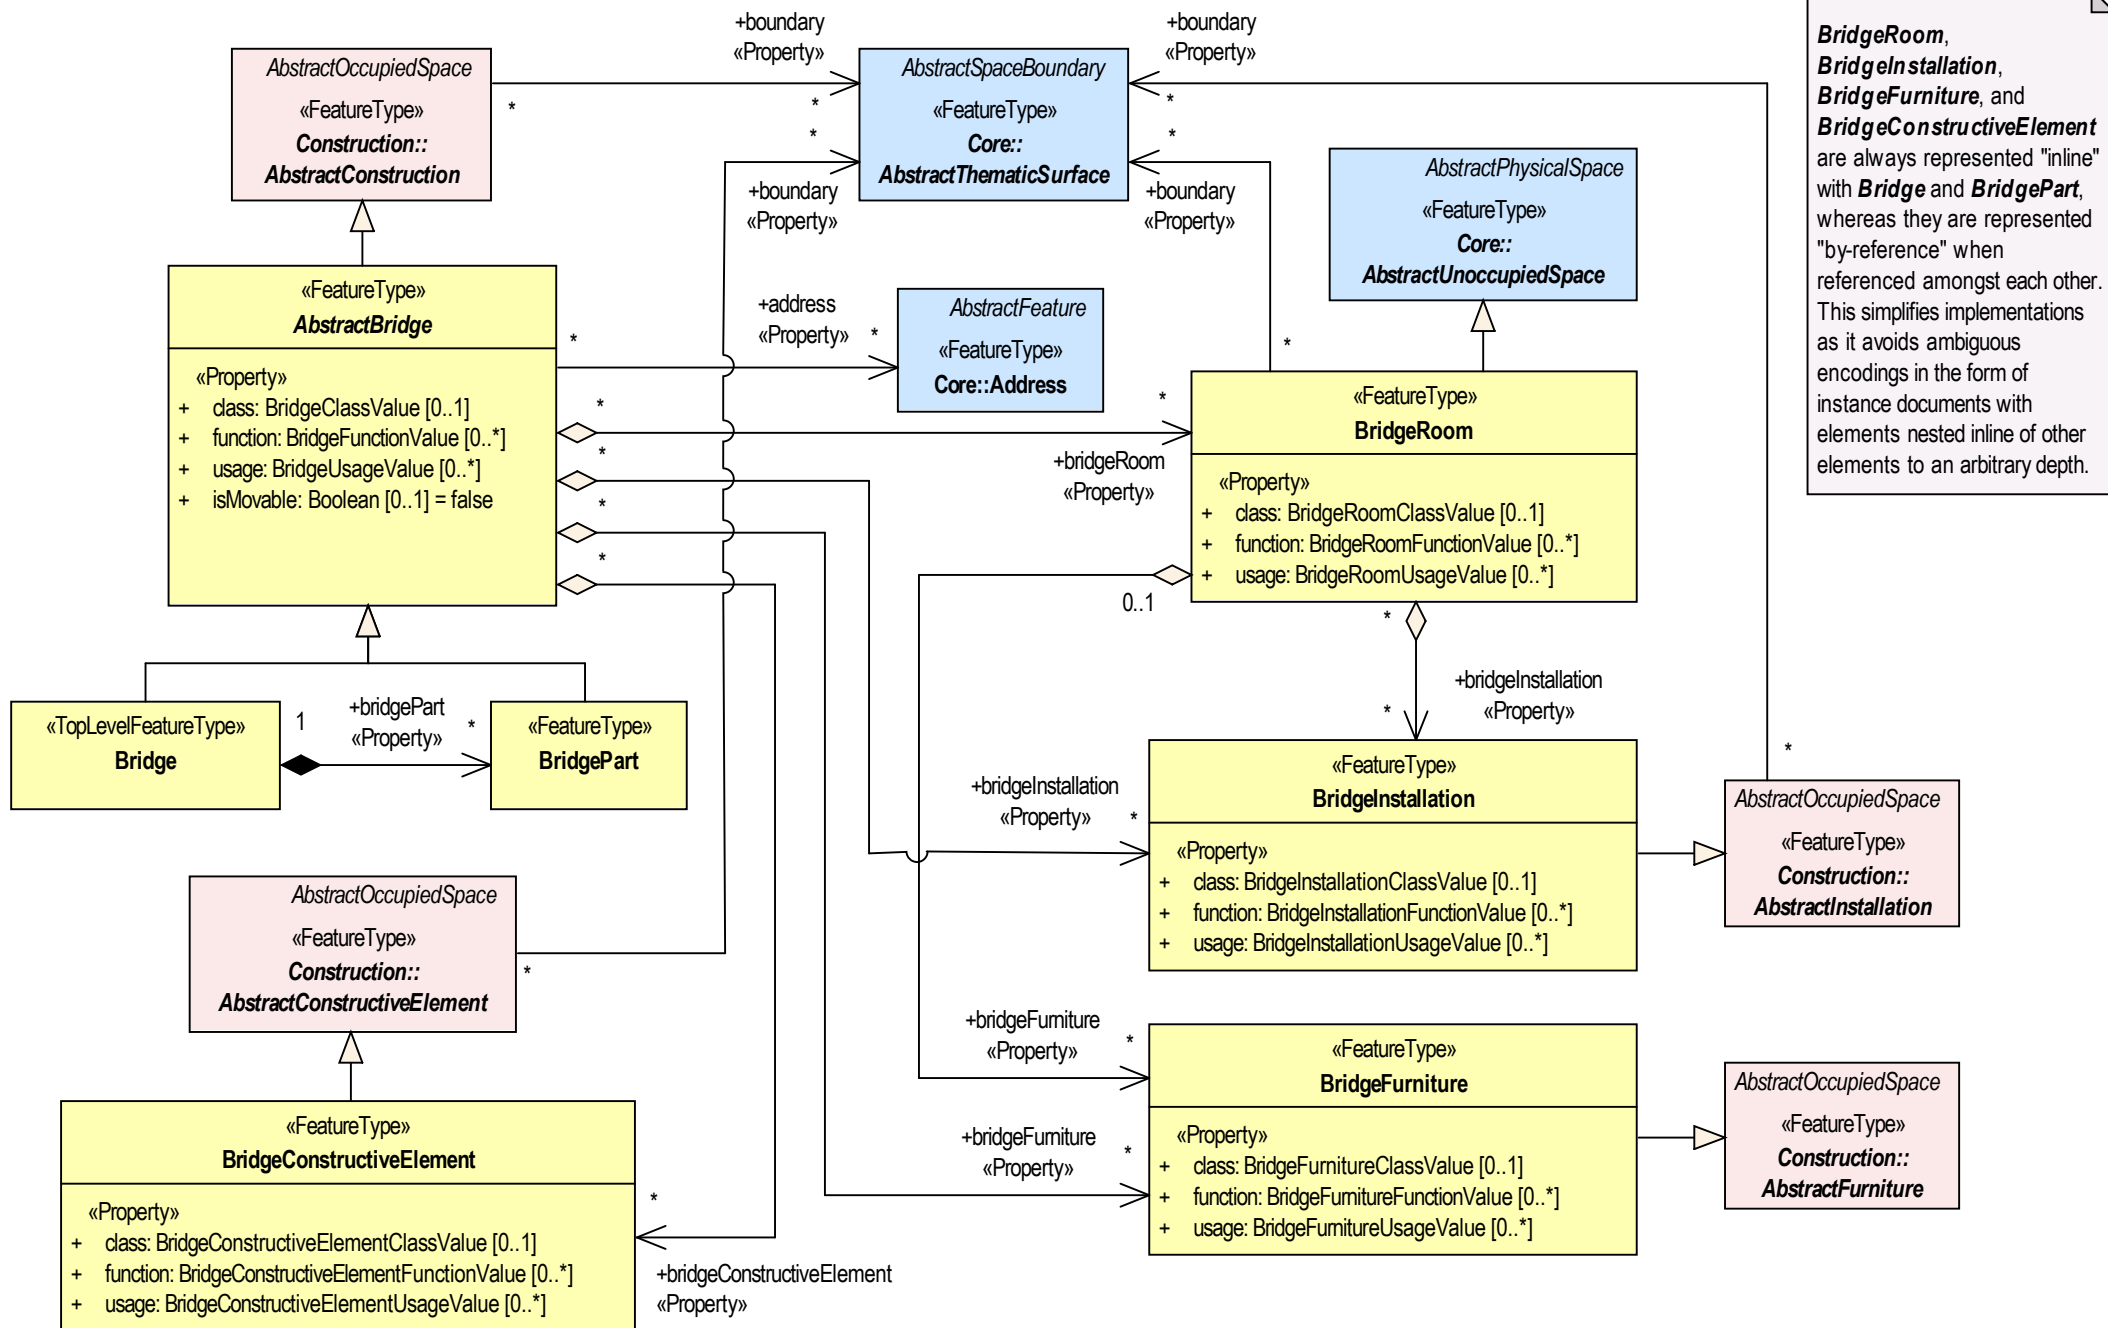 AbstractOccupiedSpace
«FeatureType»
Construction::
AbstractConstruction
+boundary
«Property»
*
*
AbstractSpaceBoundary
«FeatureType»
Core::
AbstractThematicSurface
+boundary
«Property»
*
*
*
+boundary
«Property»
*
+boundary
«Property»
AbstractPhysicalSpace
«FeatureType»
Core::
AbstractUnoccupiedSpace
BridgeRoom,
BridgeInstallation,
BridgeFurniture, and
BridgeConstructiveElement
are always represented "inline"
with Bridge and BridgePart,
whereas they are represented
"by-reference" when
referenced amongst each other.
This simplifies implementations
as it avoids ambiguous
encodings in the form of
instance documents with
elements nested inline of other
elements to an arbitrary depth.
«FeatureType»
AbstractBridge
«Property»
+ class: BridgeClassValue [0..1]
+ function: BridgeFunctionValue [0..*]
+ usage: BridgeUsageValue [0..*]
+ isMovable: Boolean [0..1] = false
*
+address
«Property»
*
AbstractFeature
«FeatureType»
Core::Address
*
*
*
*
*
+bridgeRoom
«Property»
*
«FeatureType»
BridgeRoom
«Property»
+ class: BridgeRoomClassValue [0..1]
+ function: BridgeRoomFunctionValue [0..*]
+ usage: BridgeRoomUsageValue [0..*]
0..1
*
+bridgeInstallation
«Property»
*
«TopLevelFeatureType»
Bridge
1
+bridgePart
«Property»
*
«FeatureType»
BridgePart
+bridgeInstallation
«Property»
*
«FeatureType»
BridgeInstallation
«Property»
+ class: BridgeInstallationClassValue [0..1]
+ function: BridgeInstallationFunctionValue [0..*]
+ usage: BridgeInstallationUsageValue [0..*]
*
AbstractOccupiedSpace
«FeatureType»
Construction::
AbstractInstallation
AbstractOccupiedSpace
«FeatureType»
Construction::
AbstractConstructiveElement
*
+bridgeFurniture
«Property»
*
+bridgeFurniture
«Property»
*
«FeatureType»
BridgeFurniture
«Property»
+ class: BridgeFurnitureClassValue [0..1]
+ function: BridgeFurnitureFunctionValue [0..*]
+ usage: BridgeFurnitureUsageValue [0..*]
AbstractOccupiedSpace
«FeatureType»
Construction::
AbstractFurniture
«FeatureType»
BridgeConstructiveElement
«Property»
+ class: BridgeConstructiveElementClassValue [0..1]
+ function: BridgeConstructiveElementFunctionValue [0..*]
+ usage: BridgeConstructiveElementUsageValue [0..*]
*
+bridgeConstructiveElement
«Property»